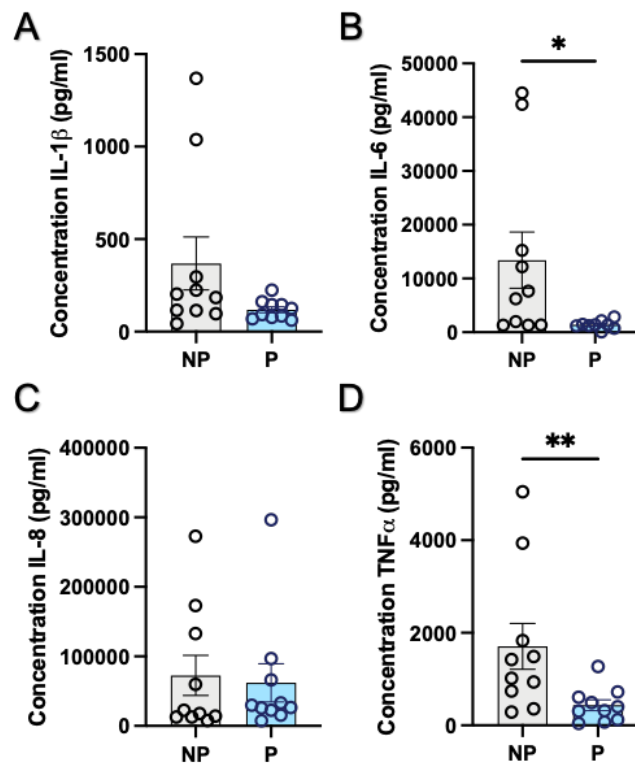 A
Concentration IL-1β (pg/ml)
1500
1000
500
0
NP P
B
Concentration IL-6 (pg/ml)
*
50000
40000
30000
20000
10000
0
NP P
C
Concentration IL-8 (pg/ml)
400000
300000
200000
100000
0
NP P
D
Concentration TNFα (pg/ml)
**
6000
4000
2000
0
NP P